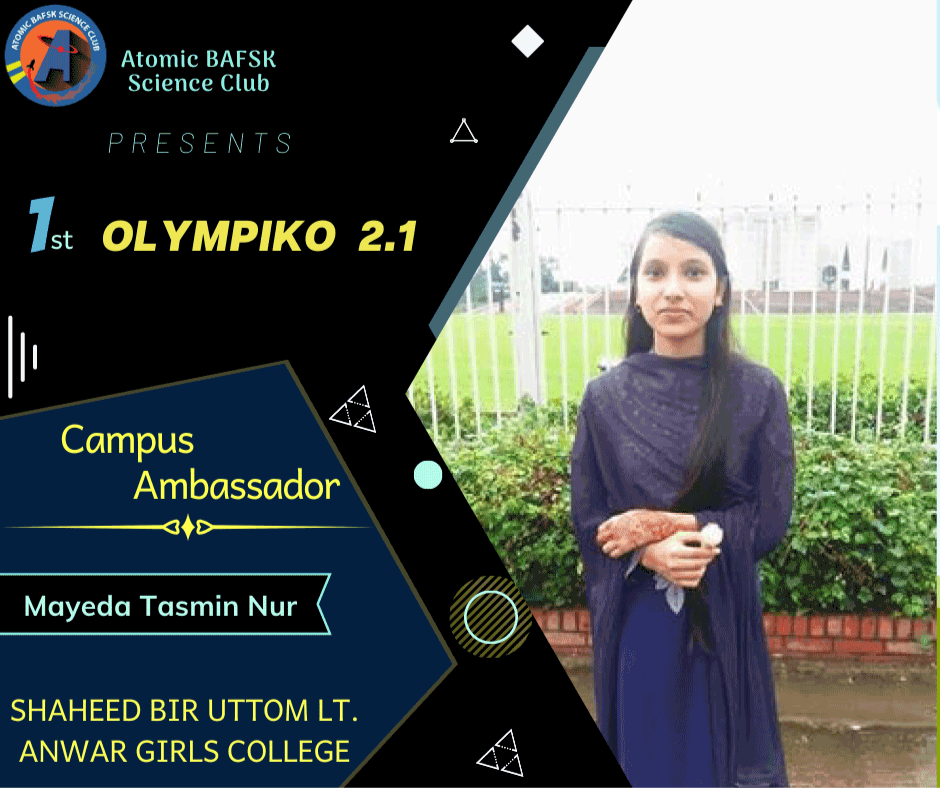 ATOMIC BAFSK SCIENCE CLUB
A
Atomic BAFSK
Science Club
PRESENTS
1st OLYMPIKO 2.1
Campus
Ambassador
Mayeda Tasmin Nur
SHAHEED BIR UTTOM LT.
ANWAR GIRLS COLLEGE